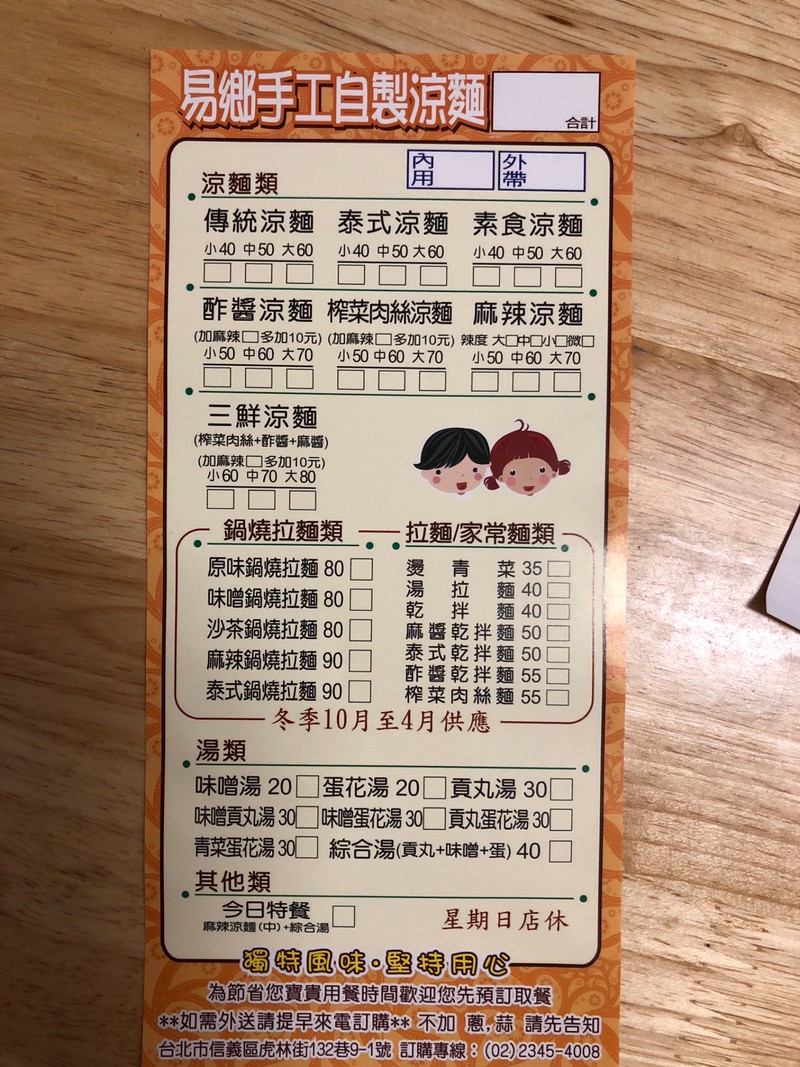 易鄉手工自製涼麵
合計
內用 外帶
涼麵類
傳統涼麵 泰式涼麵 素食涼麵
小40 中50 大60 小40 中50 大60 小40 中50 大60
酢醬涼麵 榨菜肉絲涼麵 麻辣涼麵
(加麻辣□多加10元) (加麻辣□多加10元) 辣度 大□中□小□微□
小50 中60 大70 小50 中60 大70 小50 中60 大70
三鮮涼麵
(榨菜肉絲+酢醬+麻醬)
(加麻辣□多加10元)
小60 中70 大80
鍋燒拉麵類
原味鍋燒拉麵 80 □
味噌鍋燒拉麵 80 □
沙茶鍋燒拉麵 80 □
麻辣鍋燒拉麵 90 □
泰式鍋燒拉麵 90 □
拉麵/家常麵類
燙青菜 35 □
湯拉麵 40 □
乾拌麵 40 □
麻醬乾拌麵 50 □
泰式乾拌麵 50 □
酢醬乾拌麵 55 □
榨菜肉絲麵 55 □
冬季10月至4月供應
湯類
味噌湯 20 □ 蛋花湯 20 □ 貢丸湯 30 □
味噌貢丸湯 30 □ 味噌蛋花湯 30 □ 貢丸蛋花湯 30 □
青菜蛋花湯 30 □ 綜合湯(貢丸+味噌+蛋) 40 □
其他類
今日特餐 □
麻辣涼麵(中)+綜合湯
星期日店休
獨特風味·堅持用心
為節省您寶貴用餐時間歡迎您先預訂取餐
**如需外送請提早來電訂購** 不加 蔥,蒜 請先告知
台北市信義區虎林街132巷9-1號 訂購專線：(02)2345-4008